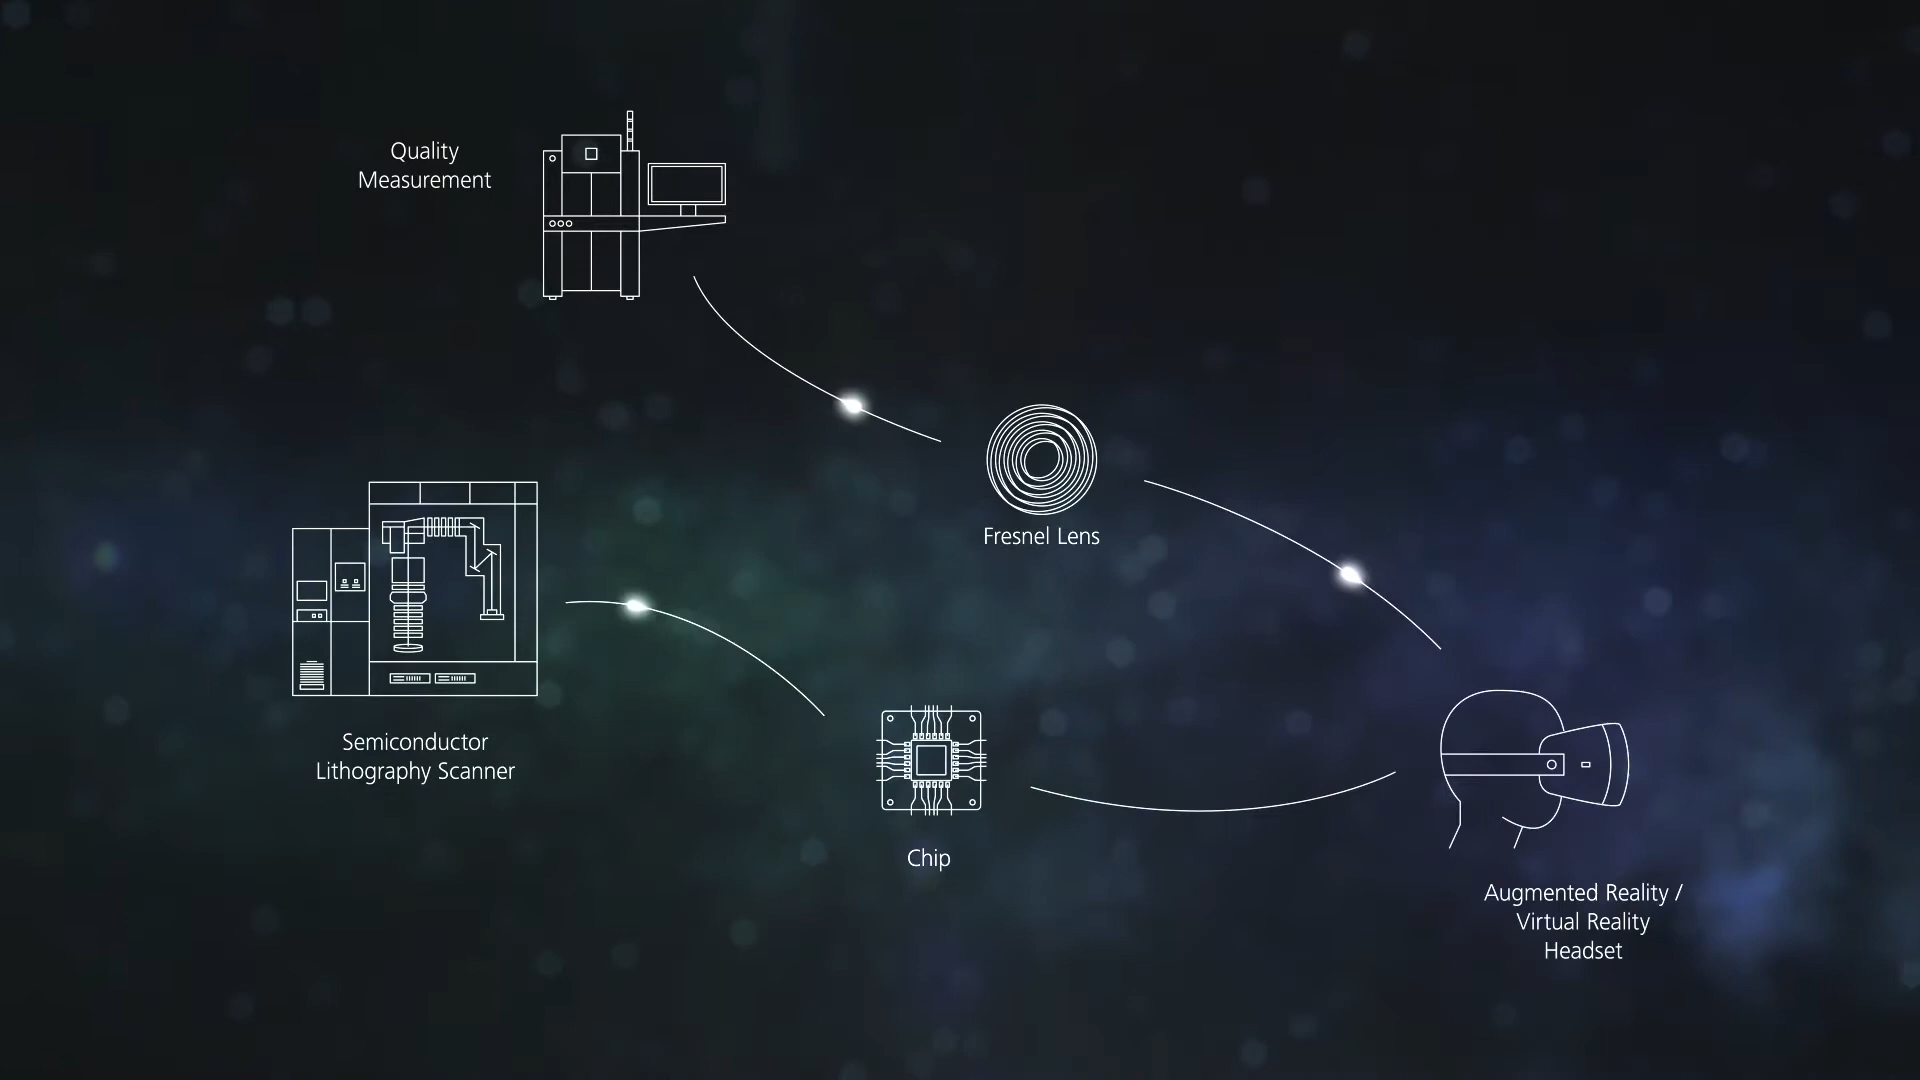 Quality
Measurement
Fresnel Lens
Semiconductor
Lithography Scanner
Chip
Augmented Reality /
Virtual Reality
Headset